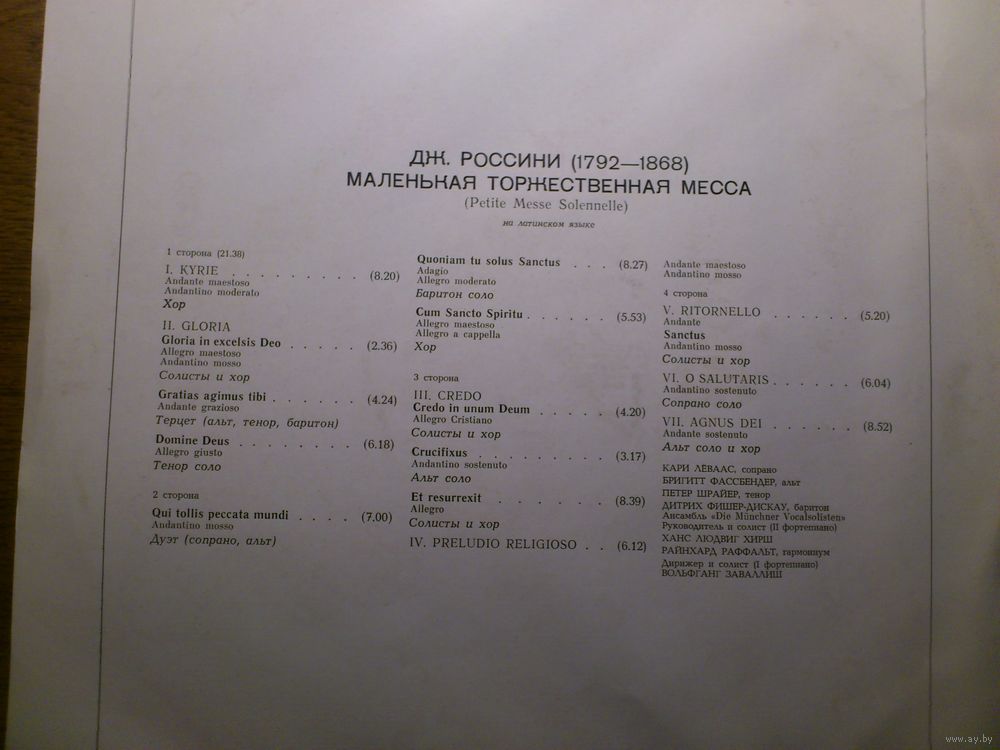 ДЖ. РОССИНИ (1792—1868)
МАЛЕНЬКАЯ ТОРЖЕСТВЕННАЯ МЕССА
(Petite Messe Solennelle)
на латинском языке
1 сторона (21.38)
I. KYRIE . . . . . . . . . (8.20)
Andante maestoso
Andantino moderato
Хор
II. GLORIA
Gloria in excelsis Deo . . . . . (2.36)
Allegro maestoso
Andantino mosso
Солисты и хор
Gratias agimus tibi . . . . . . (4.24)
Andante grazioso
Терцет (альт, тенор, баритон)
Domine Deus . . . . . . . . (6.18)
Allegro giusto
Тенор соло
2 сторона
Qui tollis peccata mundi . . . . (7.00)
Andantino mosso
Дуэт (сопрано, альт)
Quoniam tu solus Sanctus . . . (8.27)
Adagio
Allegro moderato
Баритон соло
Cum Sancto Spiritu . . . . . . (5.53)
Allegro maestoso
Allegro a cappella
Хор
3 сторона
III. CREDO
Credo in unum Deum . . . . . (4.20)
Allegro Cristiano
Солисты и хор
Crucifixus . . . . . . . . . (3.17)
Andantino sostenuto
Альт соло
Et resurrexit . . . . . . . (8.39)
Allegro
Солисты и хор
IV. PRELUDIO RELIGIOSO . . (6.12)
Andante maestoso
Andantino mosso
4 сторона
V. RITORNELLO . . . . . . (5.20)
Andante
Sanctus
Andantino mosso
Солисты и хор
VI. O SALUTARIS . . . . . . (6.04)
Andantino sostenuto
Сопрано соло
VII. AGNUS DEI . . . . . . (8.52)
Andante sostenuto
Альт соло и хор
КАРИ ЛЁВААС, сопрано
БРИГИТТ ФАССБЕНДЕР, альт
ПЕТЕР ШРАЙЕР, тенор
ДИТРИХ ФИШЕР-ДИСКАУ, баритон
Ансамбль «Die Münchner Vocalsolisten»
Руководитель и солист (II фортепиано)
ХАНС ЛЮДВИГ ХИРШ
РАЙНХАРД РАФФАЛЬТ, гармониум
Дирижер и солист (I фортепиано)
ВОЛЬФГАНГ ЗАВАЛЛИШ
www.ay.by